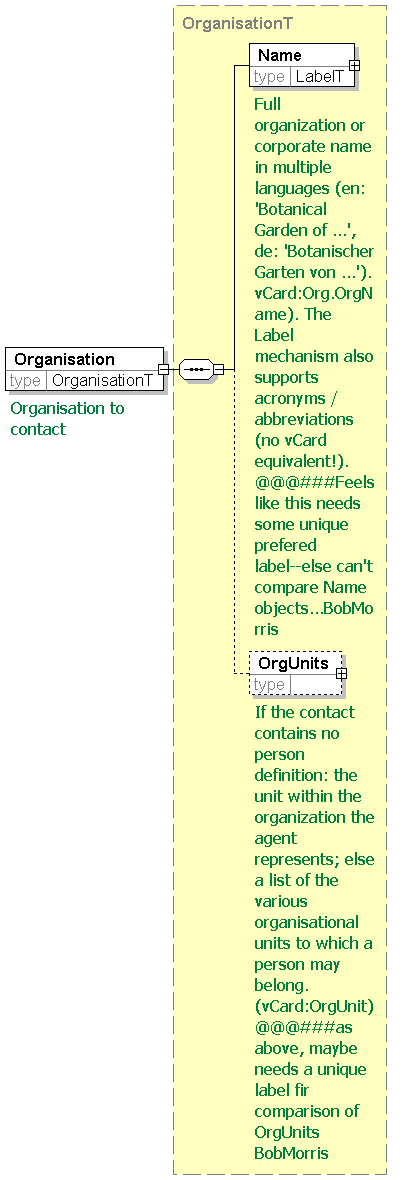 OrganisationT
Name
type LabelT
Full
organization or
corporate name
in multiple
languages (en:
'Botanical
Garden of ...',
de: 'Botanischer
Garten von ...').
vCard:Org.OrgN
ame). The
Label
mechanism also
supports
acronyms /
abbreviations
(no vCard
equivalent!).
@@@###Feels
like this needs
some unique
prefered
label--else can't
compare Name
objects...BobMo
rris
Organisation
type OrganisationT
Organisation to
contact
OrgUnits
type
If the contact
contains no
person
definition: the
unit within the
organization the
agent
represents; else
a list of the
various
organisational
units to which a
person may
belong.
(vCard:OrgUnit)
@@@###as
above, maybe
needs a unique
label fir
comparison of
OrgUnits
BobMorris